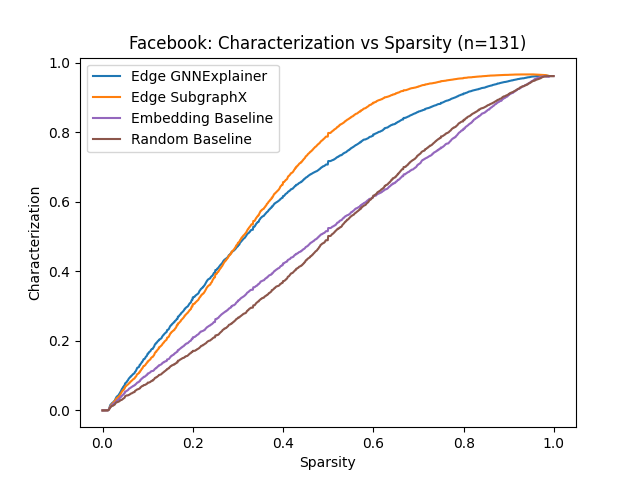 Facebook: Characterization vs Sparsity (n=131)
Edge GNNExplainer
Edge SubgraphX
Embedding Baseline
Random Baseline
Characterization
1.0
0.8
0.6
0.4
0.2
0.0
0.0 0.2 0.4 0.6 0.8 1.0
Sparsity